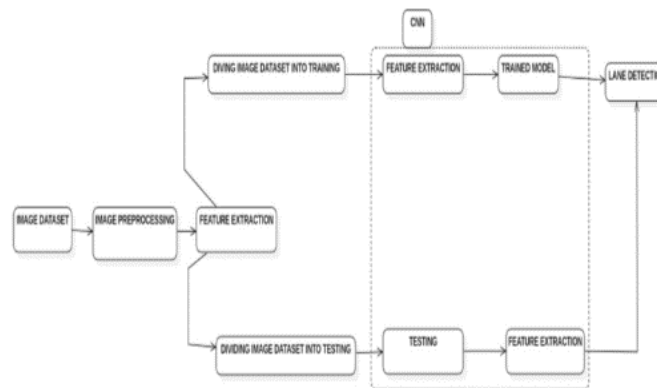 CNN
DIVING IMAGE DATASET INTO TRAINING
FEATURE EXTRACTION
TRAINED MODEL
LANE DETECTI
IMAGE DATASET
IMAGE PREPROCESSING
FEATURE EXTRACTION
DIVIDING IMAGE DATASET INTO TESTING
TESTING
FEATURE EXTRACTION